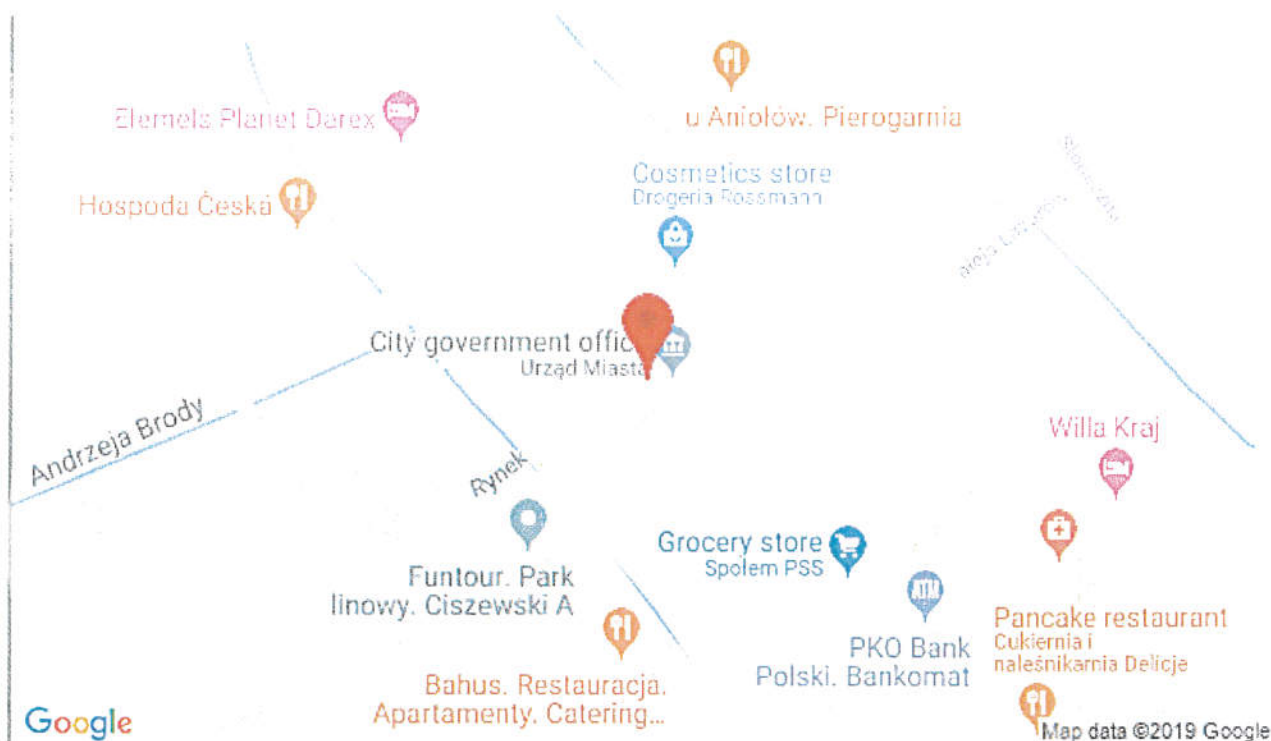 u Aniołów. Pierogarnia
Elemels Planet Darex
Cosmetics store
Drogeria Rossmann
Hospoda Česká
City government offic
Urząd Miasta
Andrzeja Brody
Rynek
Willa Kraj
Grocery store
Społem PSS
Funtour. Park
linowy. Ciszewski A
ATM
PKO Bank
Polski. Bankomat
Pancake restaurant
Cukiernia i
naleśnikarnia Delicje
Bahus. Restauracja.
Apartamenty. Catering...
Google
Map data ©2019 Google